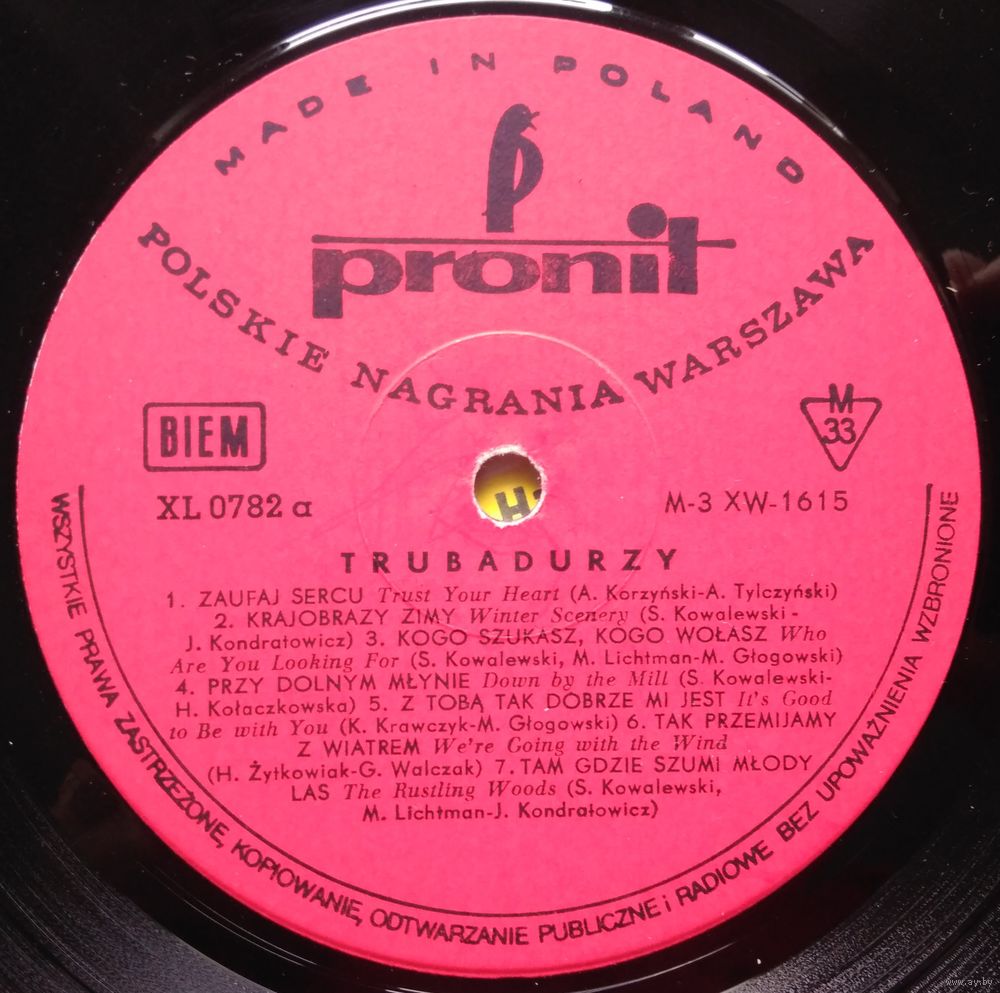 MADE IN POLAND
pronit
POLSKIE NAGRANIA WARSZAWA
BIEM
M
33
XL 0782 a
M-3 XW-1615
H
TRUBADURZY
1. ZAUFAJ SERCU Trust Your Heart (A. Korzyński-A. Tylczyński)
2. KRAJOBRAZY ZIMY Winter Scenery (S. Kowalewski-
J. Kondratowicz) 3. KOGO SZUKASZ, KOGO WOŁASZ Who
Are You Looking For (S. Kowalewski, M. Lichtman-M. Głogowski)
4. PRZY DOLNYM MŁYNIE Down by the Mill (S. Kowalewski-
H. Kołaczkowska) 5. Z TOBĄ TAK DOBRZE MI JEST It's Good
to Be with You (K. Krawczyk-M. Głogowski) 6. TAK PRZEMIJAMY
Z WIATREM We're Going with the Wind
(H. Żytkowiak-G. Walczak) 7. TAM GDZIE SZUMI MŁODY
LAS The Rustling Woods (S. Kowalewski,
M. Lichtman-J. Kondrałowicz)
WSZYSTKIE PRAWA ZASTRZEŻONE, KOPIOWANIE, ODTWARZANIE PUBLICZNE i RADIOWE BEZ UPOWAŻNIENIA WZBRONIONE
www.ay.by